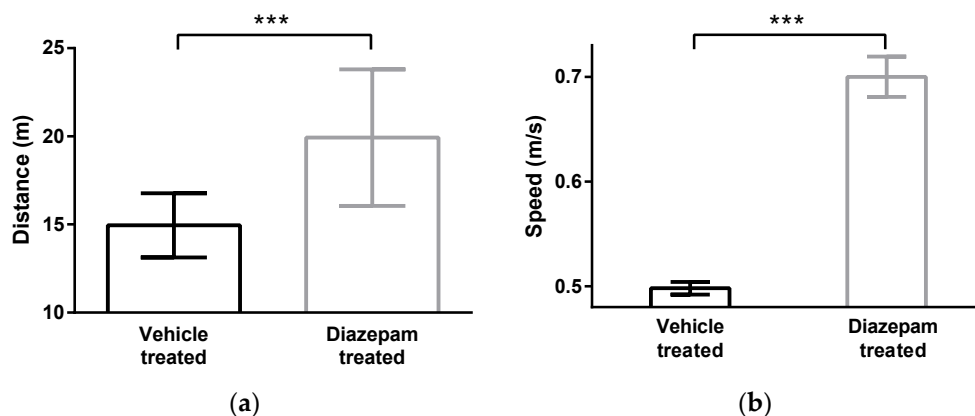 ***
25
20
15
10
Distance (m)
Vehicle
treated
Diazepam
treated
(a)
***
0.7
0.6
0.5
Speed (m/s)
Vehicle
treated
Diazepam
treated
(b)